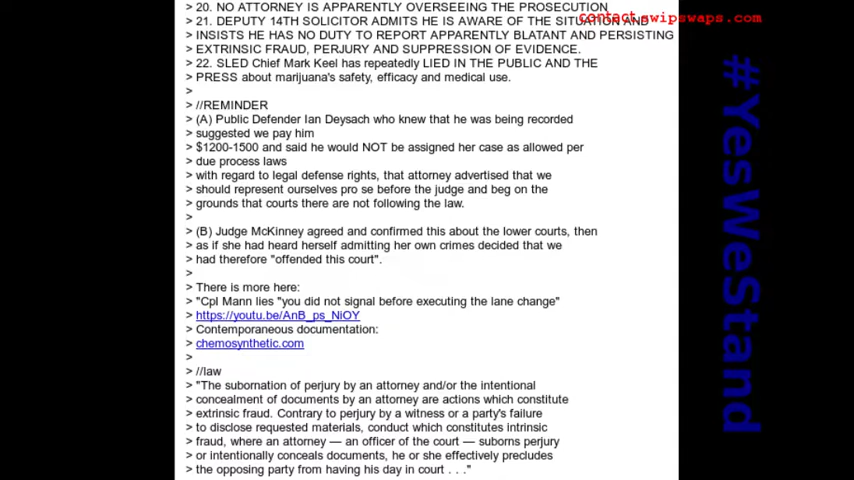 > 20. NO ATTORNEY IS APPARENTLY OVERSEEING THE PROSECUTION
contact.swipswaps.com
> 21. DEPUTY 14TH SOLICITOR ADMITS HE IS AWARE OF THE SITUATION AND
> INSISTS HE HAS NO DUTY TO REPORT APPARENTLY BLATANT AND PERSISTING
> EXTRINSIC FRAUD, PERJURY AND SUPPRESSION OF EVIDENCE.
> 22. SLED Chief Mark Keel has repeatedly LIED IN THE PUBLIC AND THE
> PRESS about marijuana's safety, efficacy and medical use.
>
> //REMINDER
> (A) Public Defender Ian Deysach who knew that he was being recorded
> suggested we pay him
> $1200-1500 and said he would NOT be assigned her case as allowed per
> due process laws
> with regard to legal defense rights, that attorney advertised that we
> should represent ourselves pro se before the judge and beg on the
> grounds that courts there are not following the law.
>
> (B) Judge McKinney agreed and confirmed this about the lower courts, then
> as if she had heard herself admitting her own crimes decided that we
> had therefore "offended this court".
>
> There is more here:
> "Cpl Mann lies "you did not signal before executing the lane change"
> https://youtu.be/AnB_ps_NiOY
> Contemporaneous documentation:
> chemosynthetic.com
>
> //law
> "The subornation of perjury by an attorney and/or the intentional
> concealment of documents by an attorney are actions which constitute
> extrinsic fraud. Contrary to perjury by a witness or a party's failure
> to disclose requested materials, conduct which constitutes intrinsic
> fraud, where an attorney — an officer of the court — suborns perjury
> or intentionally conceals documents, he or she effectively precludes
> the opposing party from having his day in court . . ."
#YesWeStand